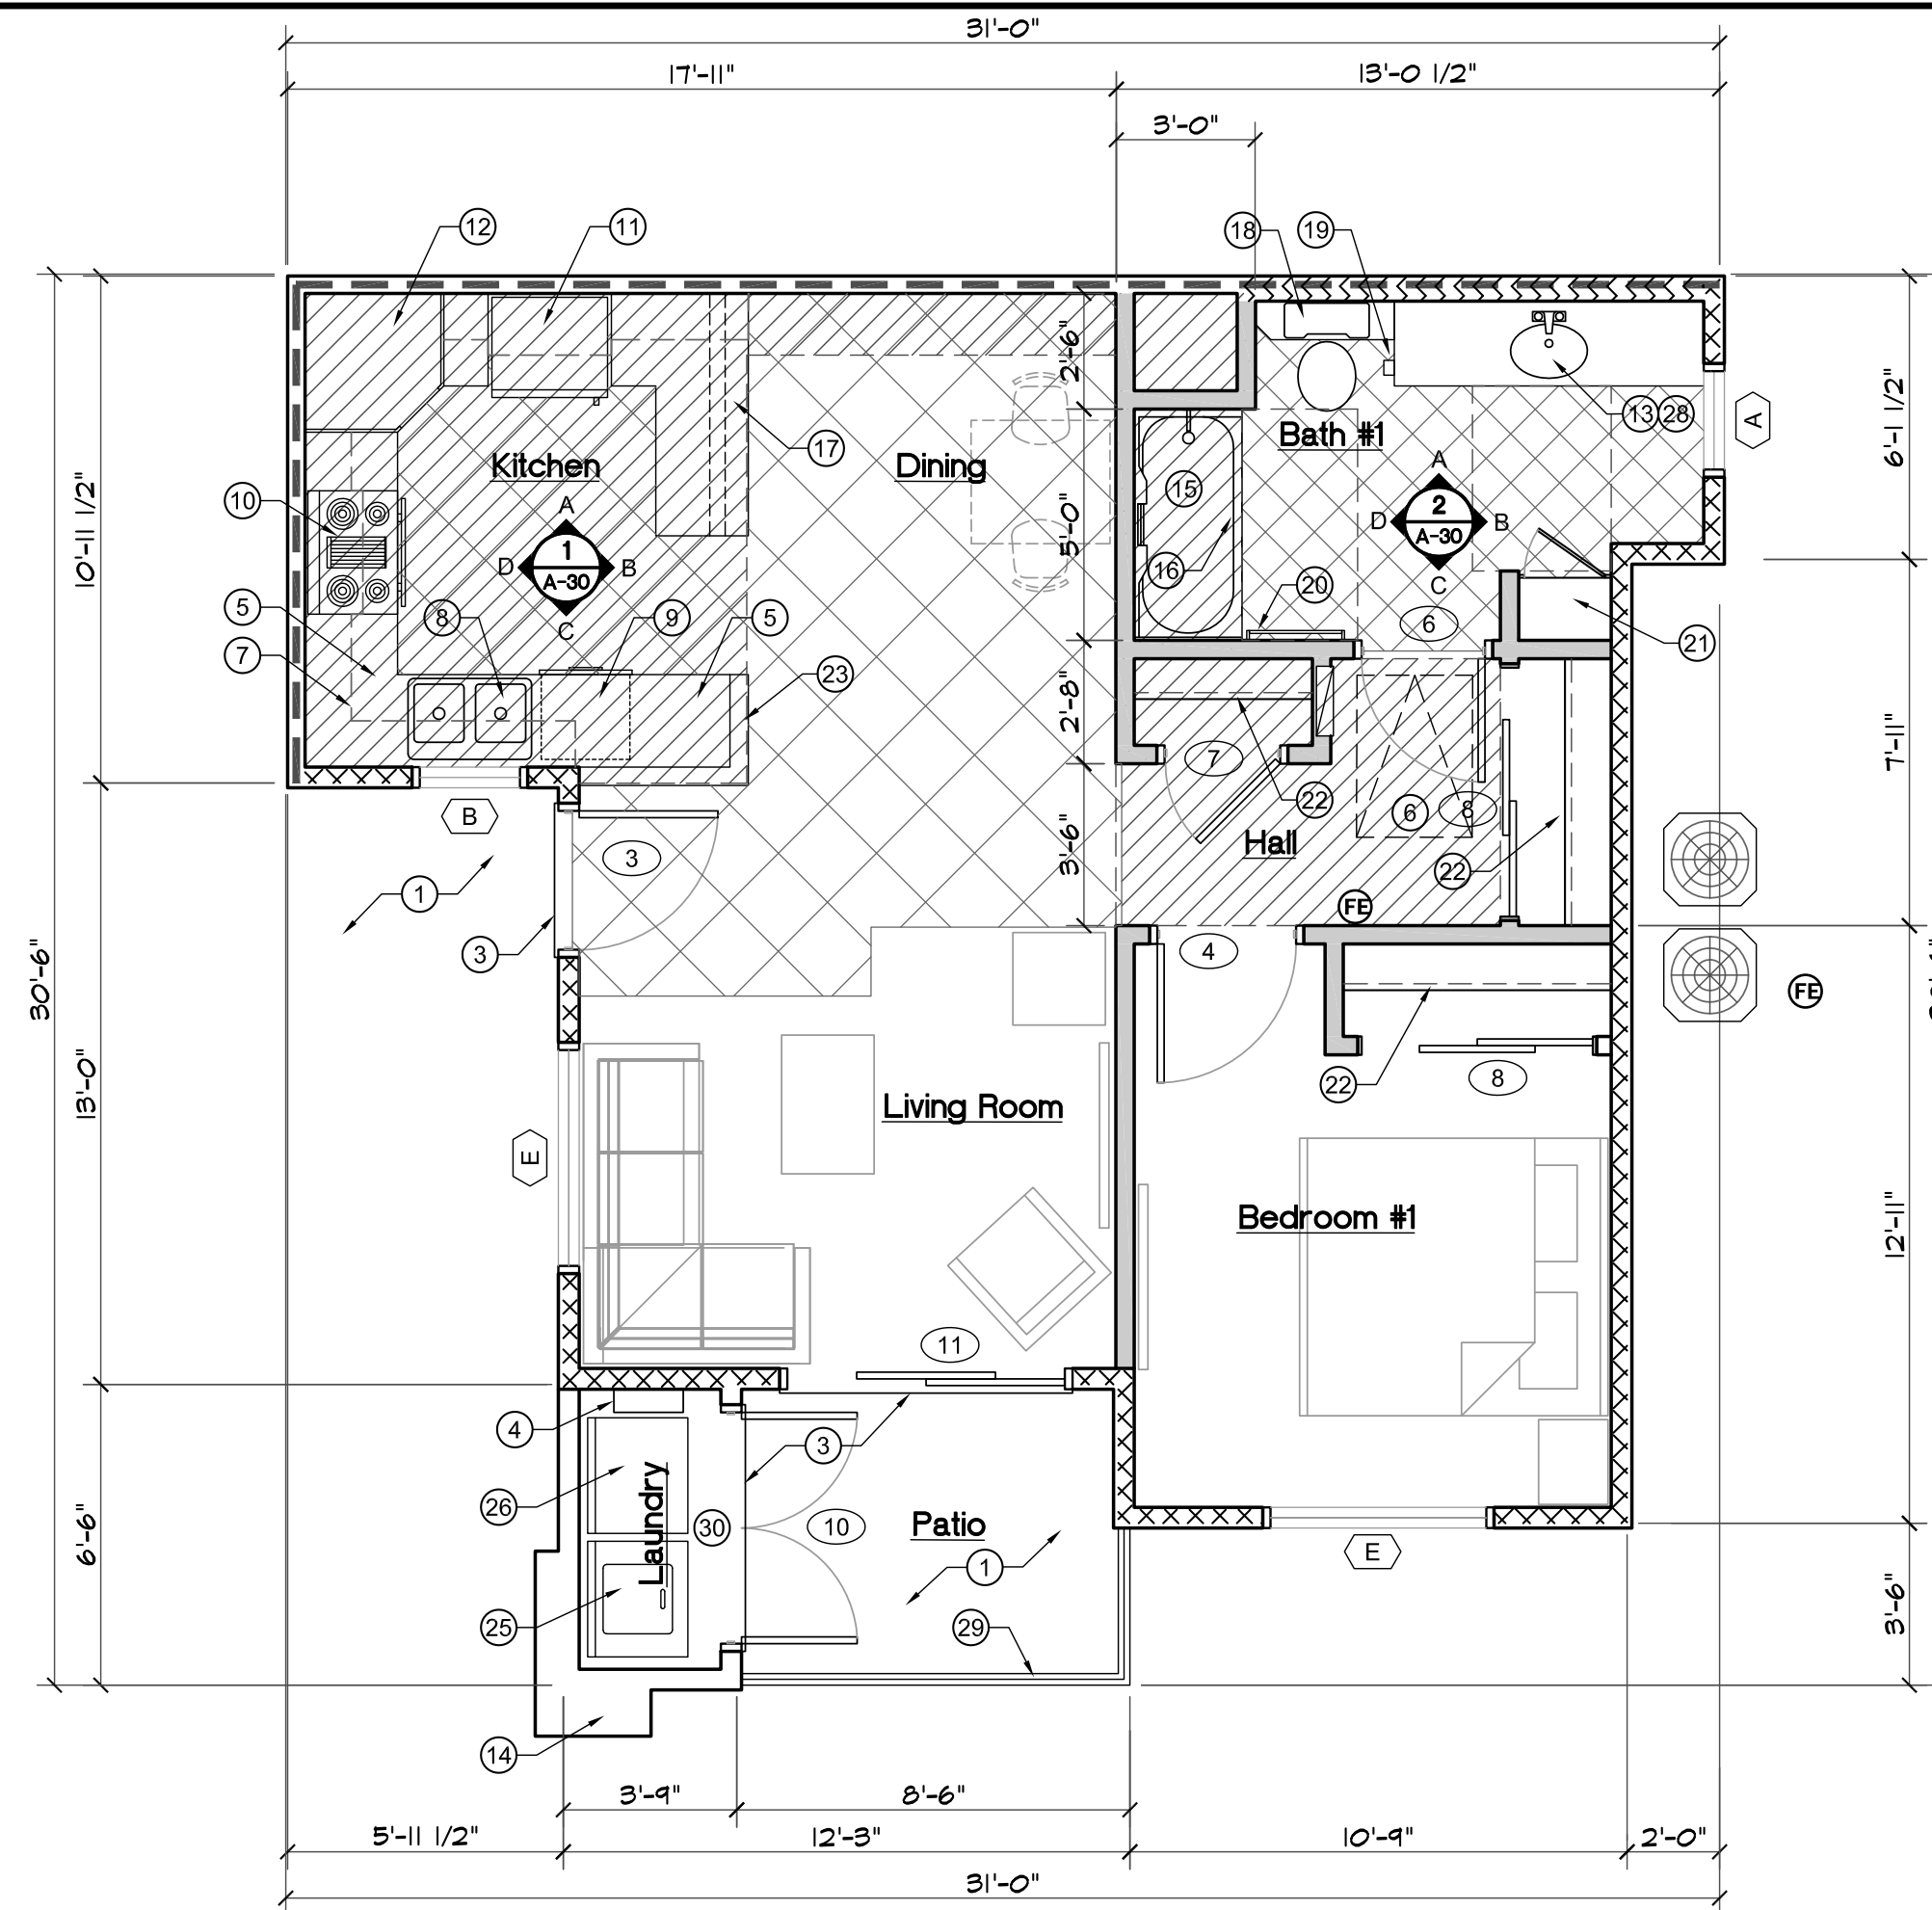 31'-0"
17'-11"
13'-0 1/2"
3'-0"
12
11
18
19
2'-6"
6'-1 1/2"
A
13
28
Bath #1
17
Kitchen
Dining
10'-11 1/2"
10
15
5'-0"
A
D
1
A-30
B
C
A
D
2
A-30
B
C
16
5
8
9
5
20
6
21
7
23
2'-8"
7'-11"
7
22
6
8
B
3
3'-6"
Hall
22
1
FE
3
4
30'-6"
FE
13'-0"
22
8
Living Room
E
Bedroom #1
12'-11"
11
4
3
26
Laundry
30
10
Patio
1
E
6'-6"
25
29
3'-6"
14
3'-9"
8'-6"
5'-11 1/2"
12'-3"
10'-9"
2'-0"
31'-0"